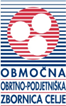 OBMOČNA
OBRTNO-PODJETNIŠKA
ZBORNICA CELJE